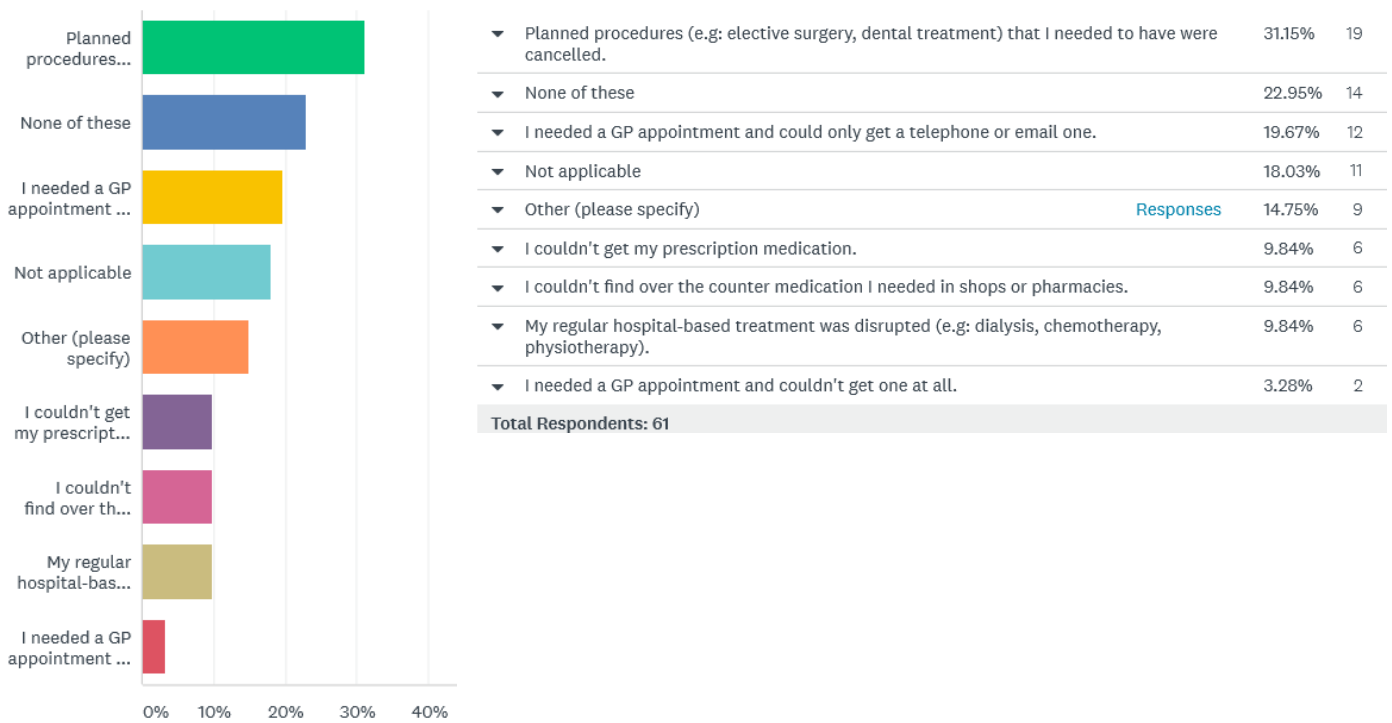 Planned
procedures...
None of these
I needed a GP
appointment ...
Not applicable
Other (please
specify)
I couldn't get
my prescript...
I couldn't
find over th...
My regular
hospital-bas...
I needed a GP
appointment ...
0% 10% 20% 30% 40%
Planned procedures (e.g: elective surgery, dental treatment) that I needed to have were 31.15% 19
cancelled.
None of these 22.95% 14
I needed a GP appointment and could only get a telephone or email one. 19.67% 12
Not applicable 18.03% 11
Other (please specify) Responses 14.75% 9
I couldn't get my prescription medication. 9.84% 6
I couldn't find over the counter medication I needed in shops or pharmacies. 9.84% 6
My regular hospital-based treatment was disrupted (e.g: dialysis, chemotherapy, 9.84% 6
physiotherapy).
I needed a GP appointment and couldn't get one at all. 3.28% 2
Total Respondents: 61